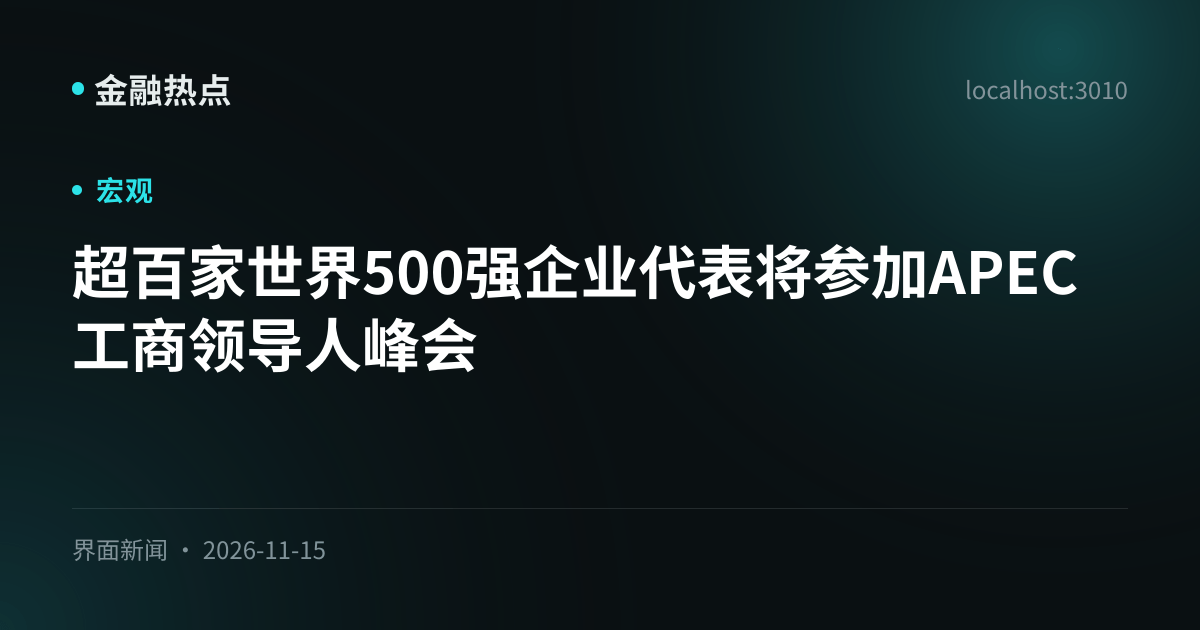 金融热点
localhost:3010
宏观
超百家世界500强企业代表将参加APEC
工商领导人峰会
界面新闻 · 2026-11-15